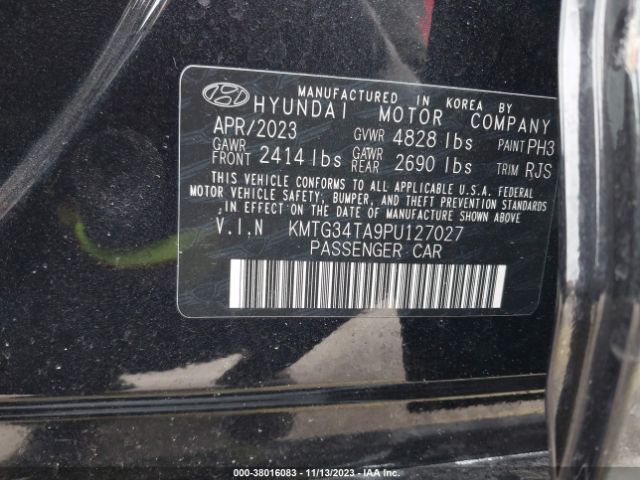 MANUFACTURED IN KOREA BY
HYUNDAI MOTOR COMPANY
APR/2023 GVWR 4828 lbs PAINT PH3
GAWR FRONT 2414 lbs GAWR REAR 2690 lbs TRIM RJS
THIS VEHICLE CONFORMS TO ALL APPLICABLE U.S.A. FEDERAL
MOTOR VEHICLE SAFETY, BUMPER, AND THEFT PREVENTION STANDARDS
IN EFFECT ON THE DATE OF MANUFACTURE SHOWN ABOVE
V.I.N KMTG34TA9PU127027
PASSENGER CAR
000-38016083 - 11/13/2023 - IAAI.COM